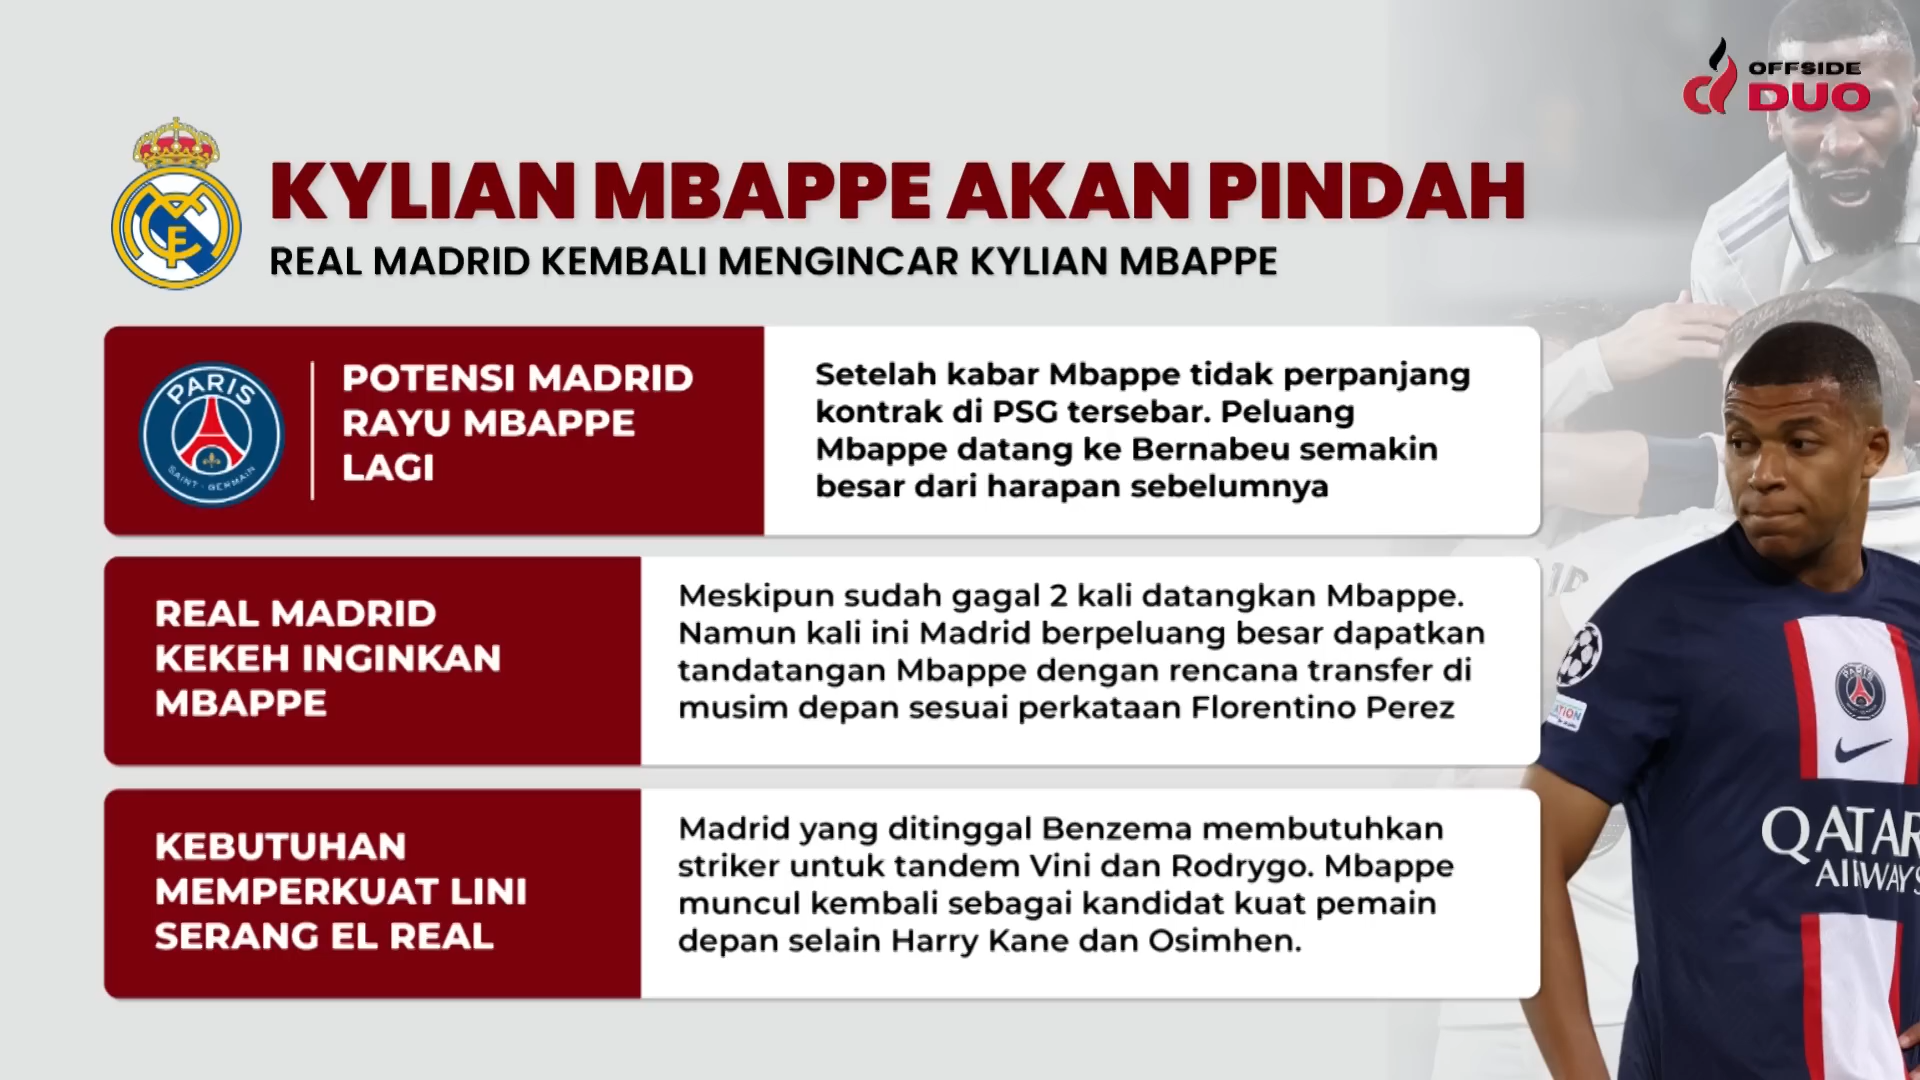 OFFSIDE
DUO
KYLIAN MBAPPE AKAN PINDAH
REAL MADRID KEMBALI MENGINCAR KYLIAN MBAPPE
PARIS
SAINT - GERMAIN
POTENSI MADRID
RAYU MBAPPE
LAGI
Setelah kabar Mbappe tidak perpanjang
kontrak di PSG tersebar. Peluang
Mbappe datang ke Bernabeu semakin
besar dari harapan sebelumnya
REAL MADRID
KEKEH INGINKAN
MBAPPE
Meskipun sudah gagal 2 kali datangkan Mbappe.
Namun kali ini Madrid berpeluang besar dapatkan
tandatangan Mbappe dengan rencana transfer di
musim depan sesuai perkataan Florentino Perez
KEBUTUHAN
MEMPERKUAT LINI
SERANG EL REAL
Madrid yang ditinggal Benzema membutuhkan
striker untuk tandem Vini dan Rodrygo. Mbappe
muncul kembali sebagai kandidat kuat pemain
depan selain Harry Kane dan Osimhen.
PARIS
QATAR
AIRWAYS